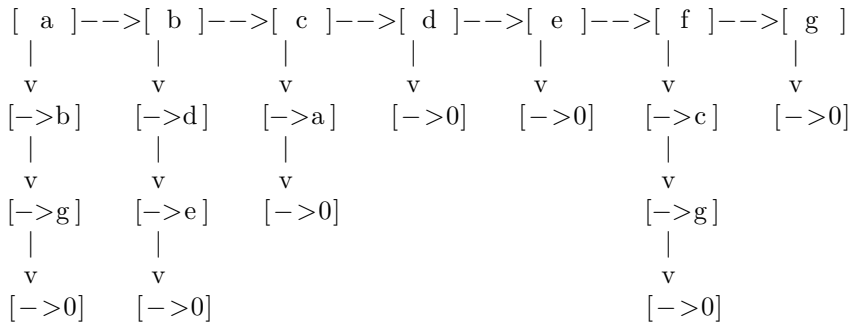 [ a ]-->[ b ]-->[ c ]-->[ d ]-->[ e ]-->[ f ]-->[ g ]
| | | | | | |
v v v v v v v
[->b] [->d] [->a] [->0] [->0] [->c] [->0]
| | | |
v v v v
[->g] [->e] [->0] [->g]
| | |
v v v
[->0] [->0] [->0]